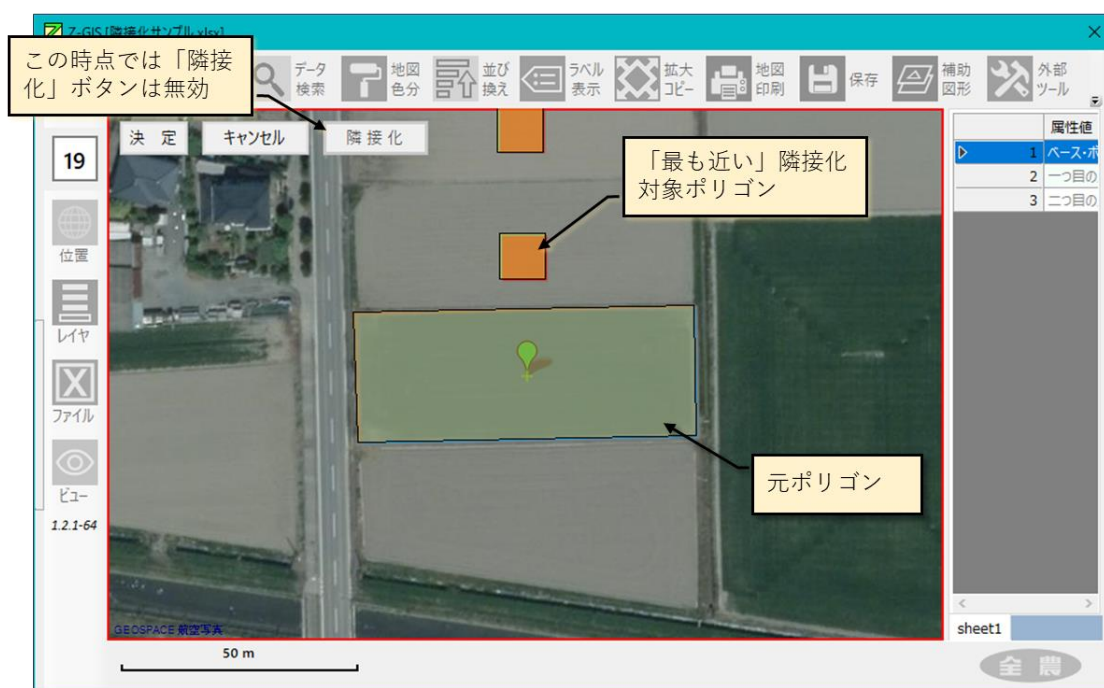 Z-GIS [隣接化サンプル.xlsx]
この時点では「隣接
化」ボタンは無効
データ
検索
地図
色分
並び
換え
ラベル
表示
拡大
コピー
地図
印刷
保存
補助
図形
外部
ツール
決 定
キャンセル
隣 接 化
19
位置
レイヤ
ファイル
ビュー
1.2.1-64
「最も近い」隣接化
対象ポリゴン
元ポリゴン
属性値
1 ベース・ポ
2 一つ目の
3 二つ目の
GEOSPACE 航空写真
sheet1
50 m
全 農